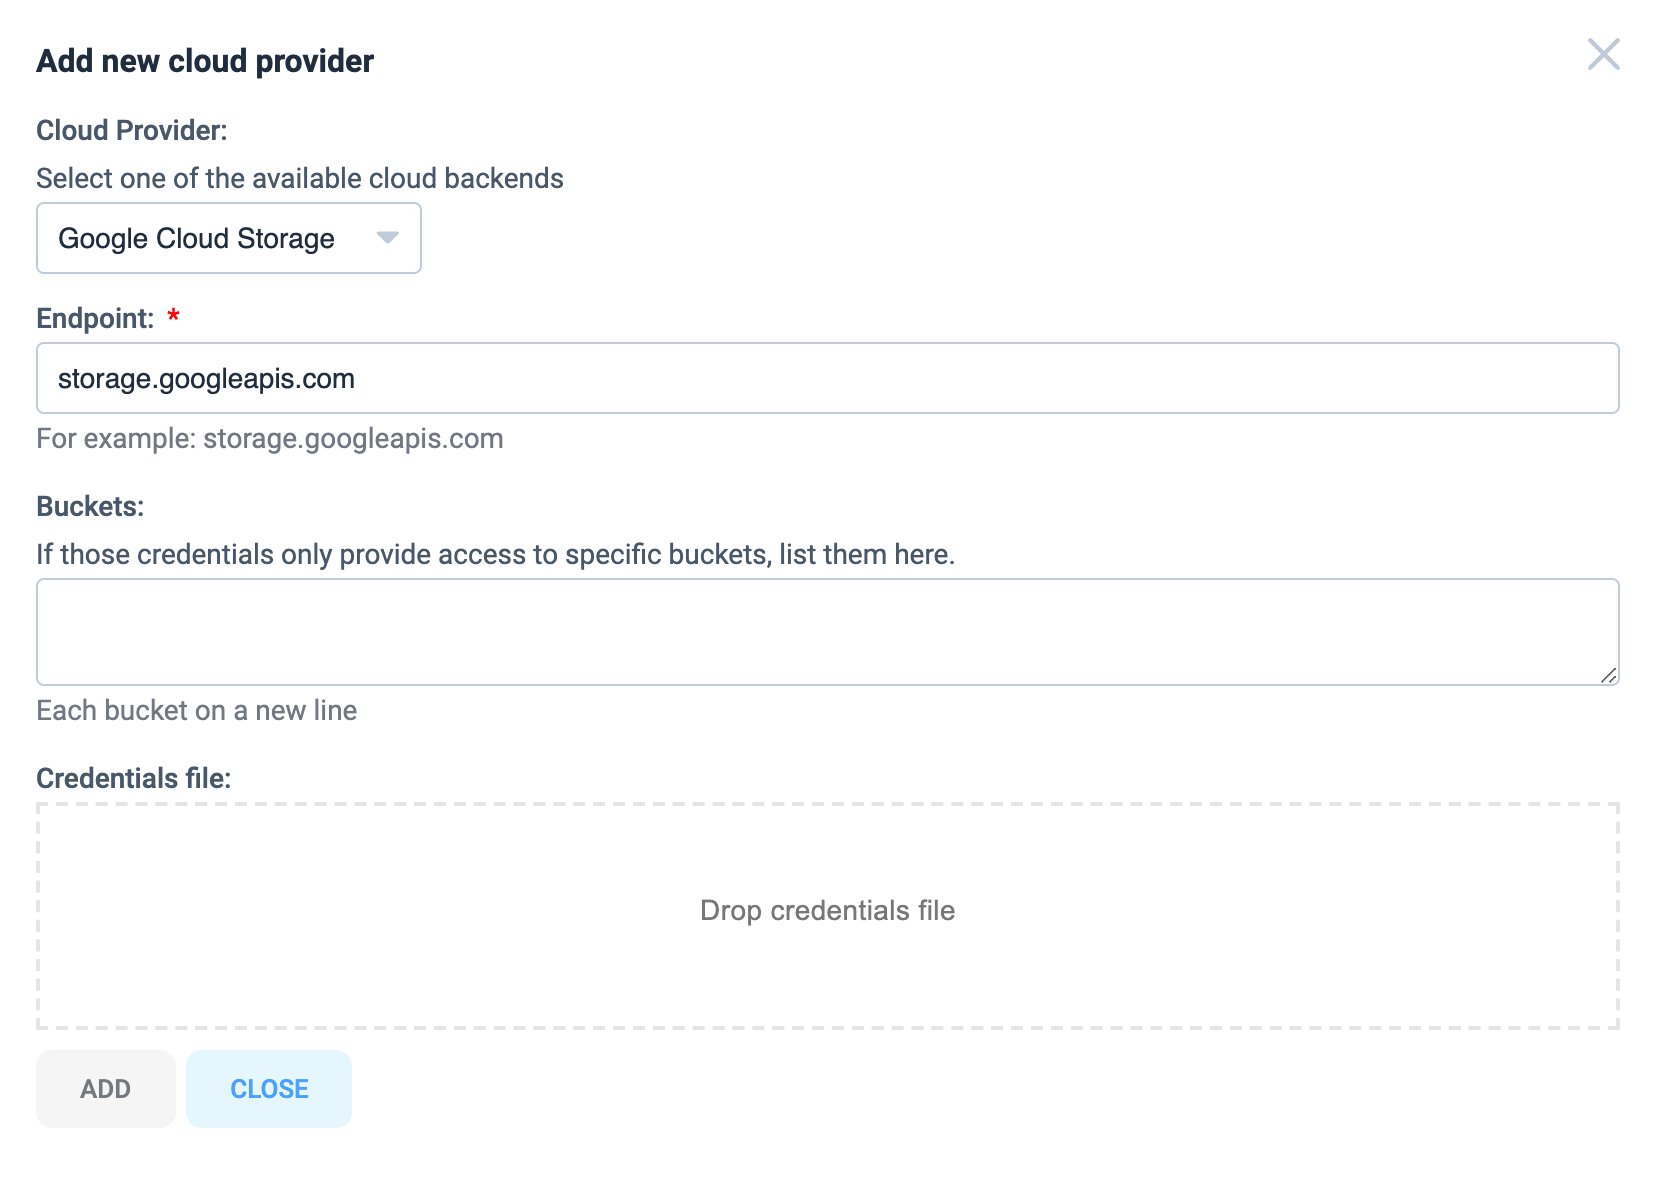 Add new cloud provider
Cloud Provider:
Select one of the available cloud backends
Google Cloud Storage
Endpoint: *
storage.googleapis.com
For example: storage.googleapis.com
Buckets:
If those credentials only provide access to specific buckets, list them here.
Each bucket on a new line
Credentials file:
Drop credentials file
ADD CLOSE